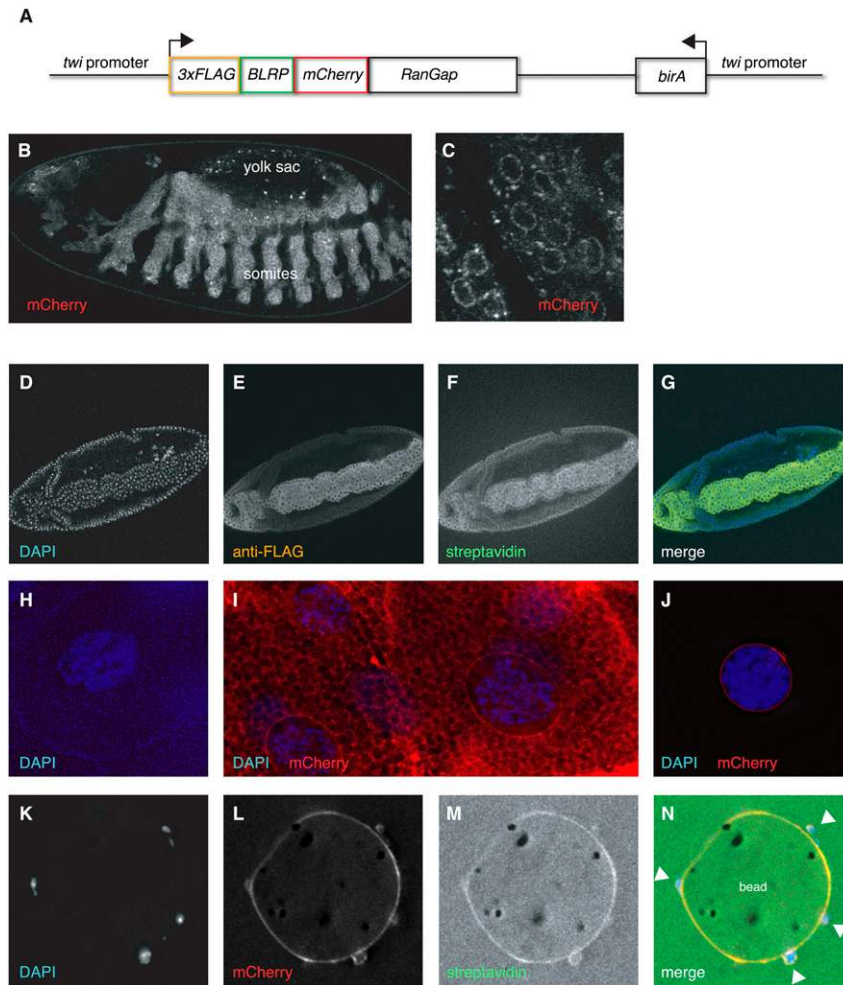 A
twi promoter 3xFLAG BLRP mCherry RanGap birA twi promoter
B yolk sac somites mCherry
C mCherry
D DAPI
E anti-FLAG
F streptavidin
G merge
H DAPI
I DAPI mCherry
J DAPI mCherry
K DAPI
L mCherry
M streptavidin
N bead merge